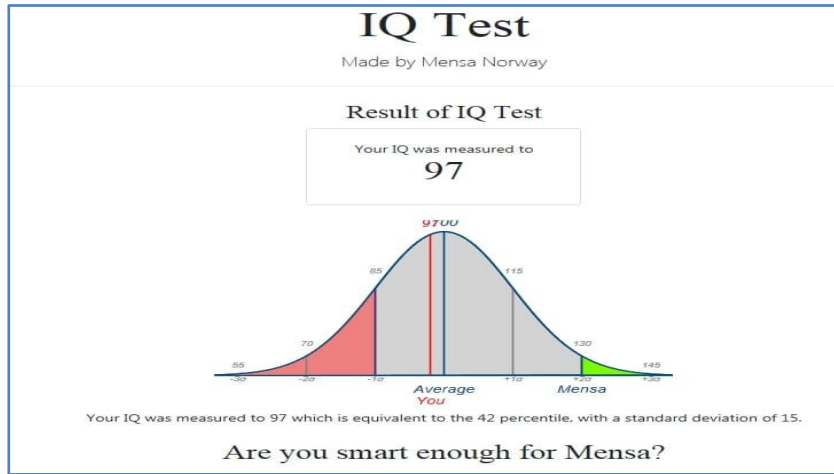 IQ Test
Made by Mensa Norway
Result of IQ Test
Your IQ was measured to
97
97 100
85 115
70 130
55 145
-3σ -2σ -1σ +1σ +2σ +3σ
Average Mensa
You
Your IQ was measured to 97 which is equivalent to the 42 percentile, with a standard deviation of 15.
Are you smart enough for Mensa?